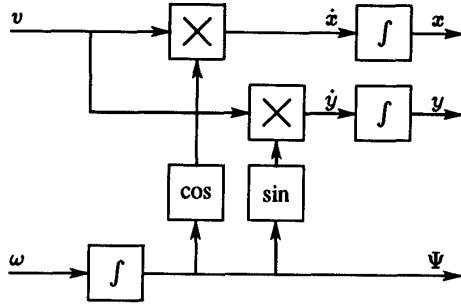 v ẋ ∫ x
ẏ ∫ y
cos sin
ω ∫ Ψ